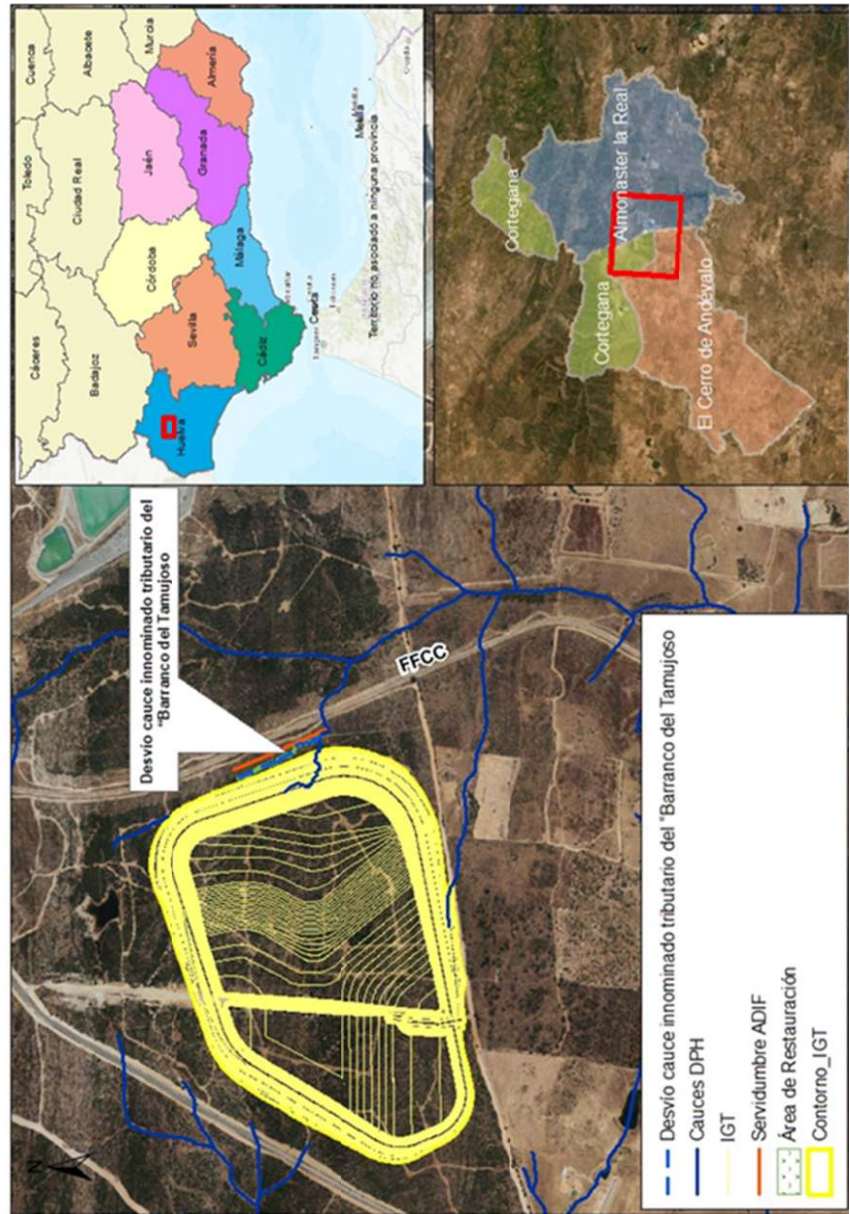 Desvío cauce innominado tributario del
"Barranco del Tamujoso
FFCC
N
Desvío cauce innominado tributario del "Barranco del Tamujoso
Cauces DPH
IGT
Servidumbre ADIF
Área de Restauración
Contorno_IGT
Cáceres
Toledo
Cuenca
Badajoz
Ciudad Real
Albacete
Murcia
Huelva
Sevilla
Córdoba
Jaén
Granada
Almería
Málaga
Cádiz
Ceuta
Melilla
Territorio no asociado a ninguna provincia
Cortegana
Cortegana
Almonaster la Real
El Cerro de Andévalo